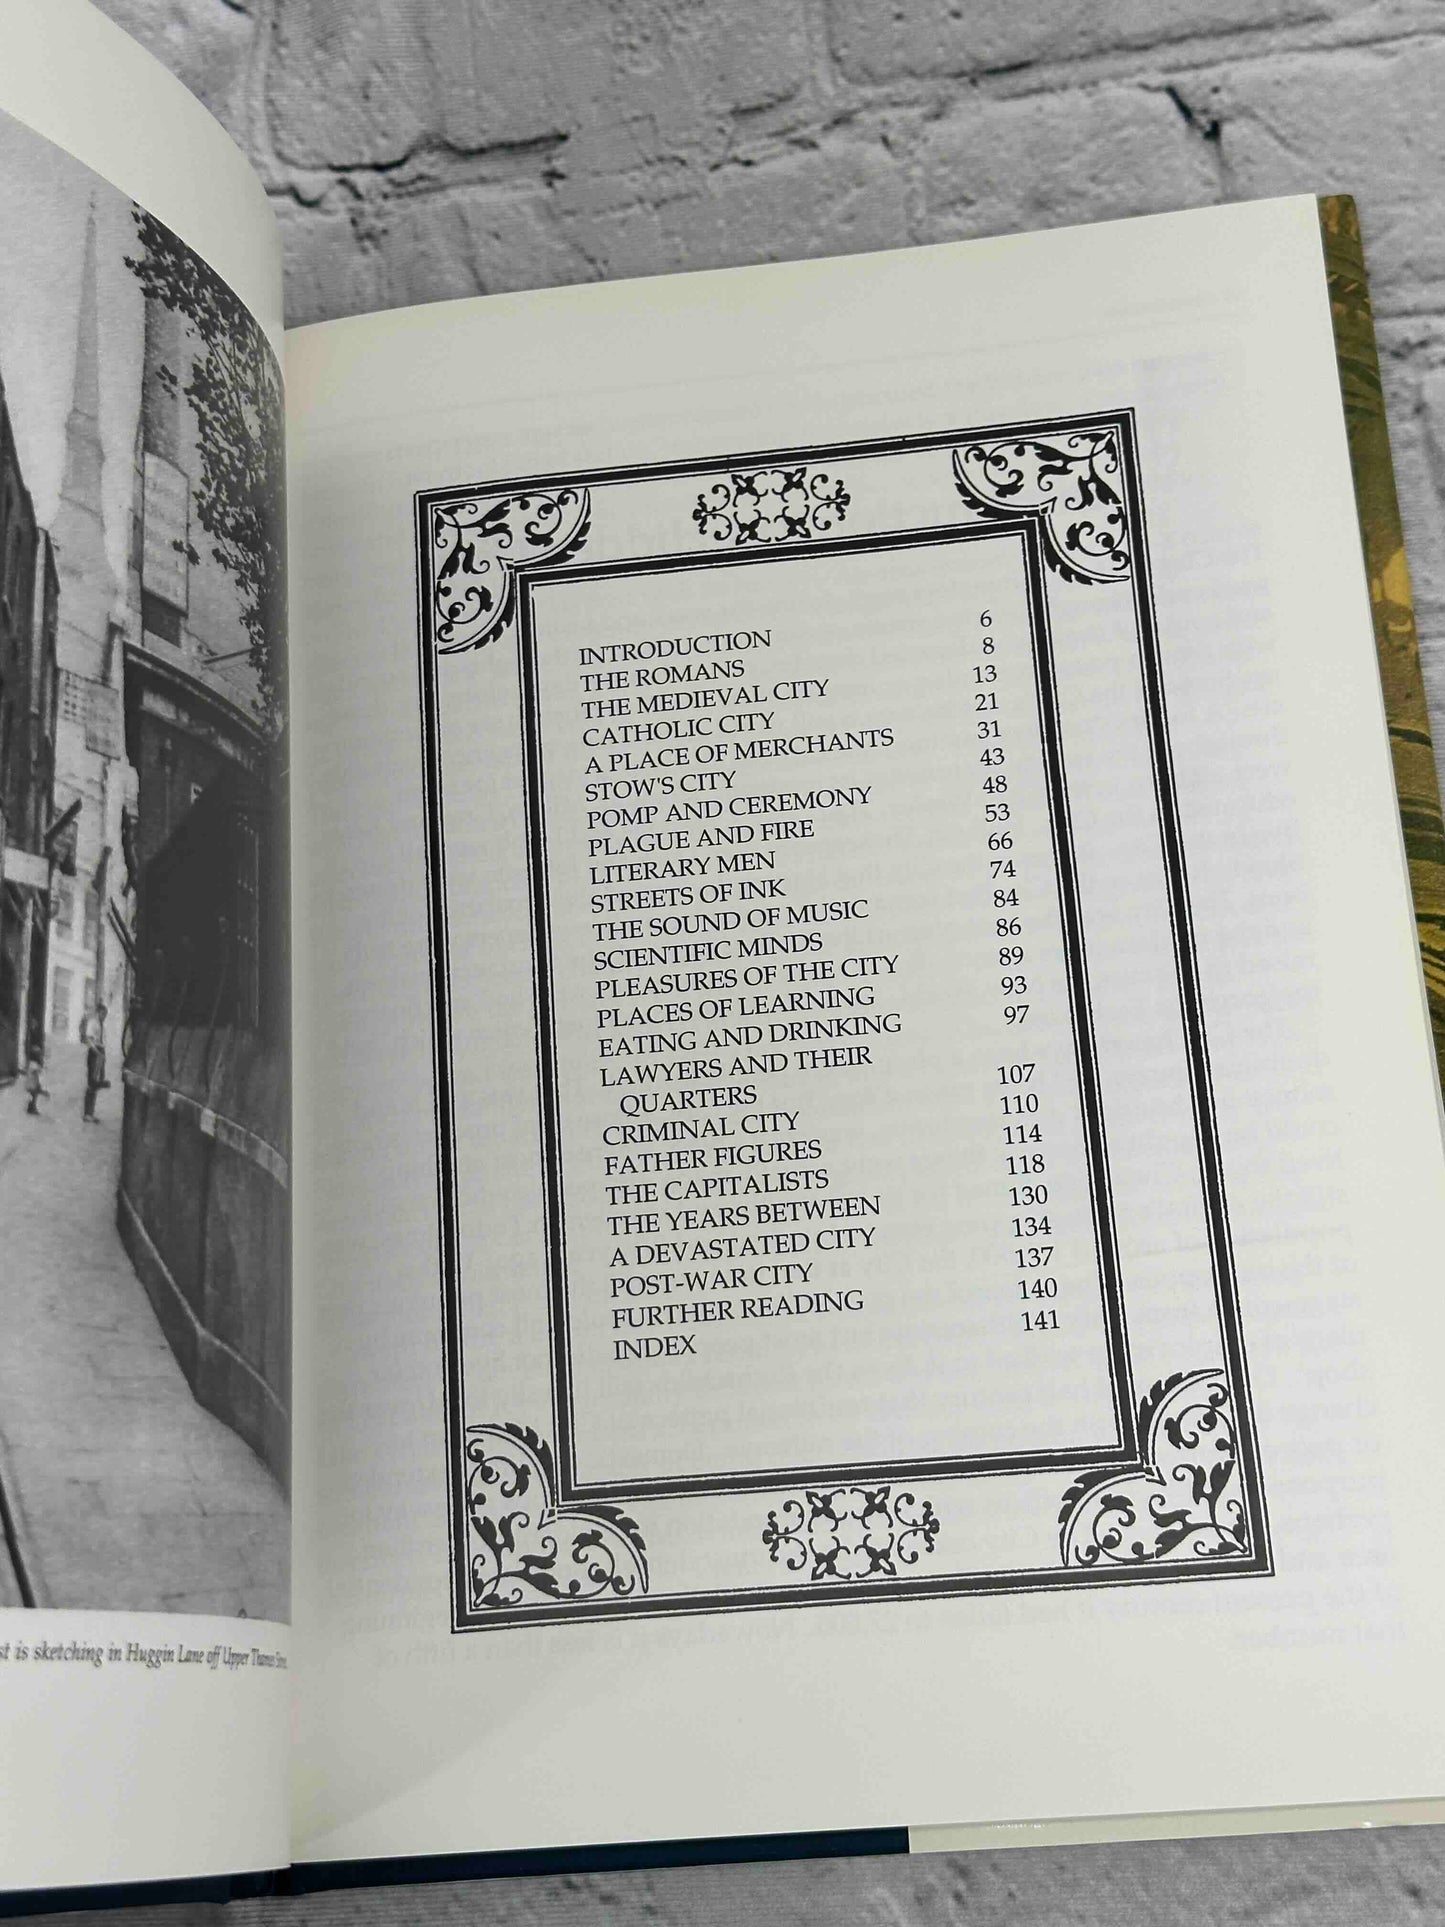 INTRODUCTION 6
THE ROMANS 8
THE MEDIEVAL CITY 13
CATHOLIC CITY 21
A PLACE OF MERCHANTS 31
STOW'S CITY 43
POMP AND CEREMONY 48
PLAGUE AND FIRE 53
LITERARY MEN 66
STREETS OF INK 74
THE SOUND OF MUSIC 84
SCIENTIFIC MINDS 86
PLEASURES OF THE CITY 89
PLACES OF LEARNING 93
EATING AND DRINKING 97
LAWYERS AND THEIR
QUARTERS 107
CRIMINAL CITY 110
FATHER FIGURES 114
THE CAPITALISTS 118
THE YEARS BETWEEN 130
A DEVASTATED CITY 134
POST-WAR CITY 137
FURTHER READING 140
INDEX 141
st is sketching in Huggin Lane off Upper Thames